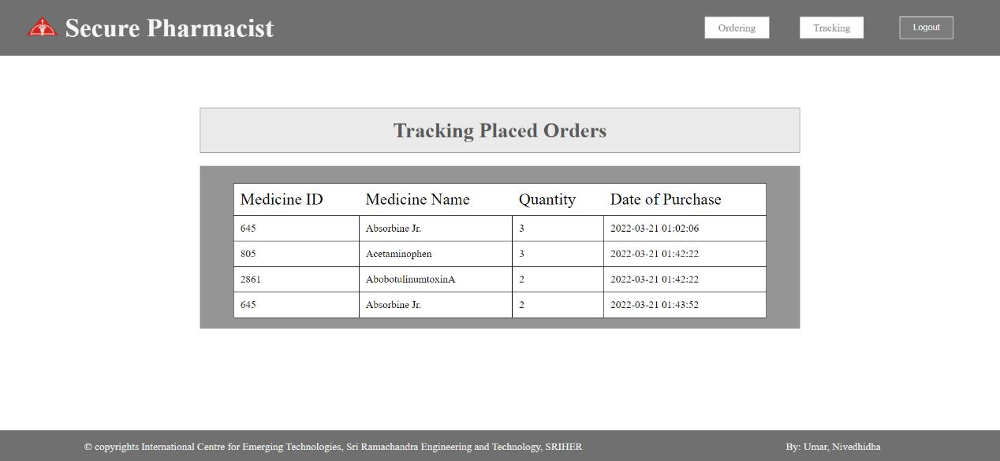 Secure Pharmacist
Ordering
Tracking
Logout
Tracking Placed Orders
Medicine ID Medicine Name Quantity Date of Purchase
645 Absorbine Jr. 3 2022-03-21 01:02:06
805 Acetaminophen 3 2022-03-21 01:42:22
2861 AbobotulinumtoxinA 2 2022-03-21 01:42:22
645 Absorbine Jr. 2 2022-03-21 01:43:52
© copyrights International Centre for Emerging Technologies, Sri Ramachandra Engineering and Technology, SRIHER
By: Umar, Nivedhidha